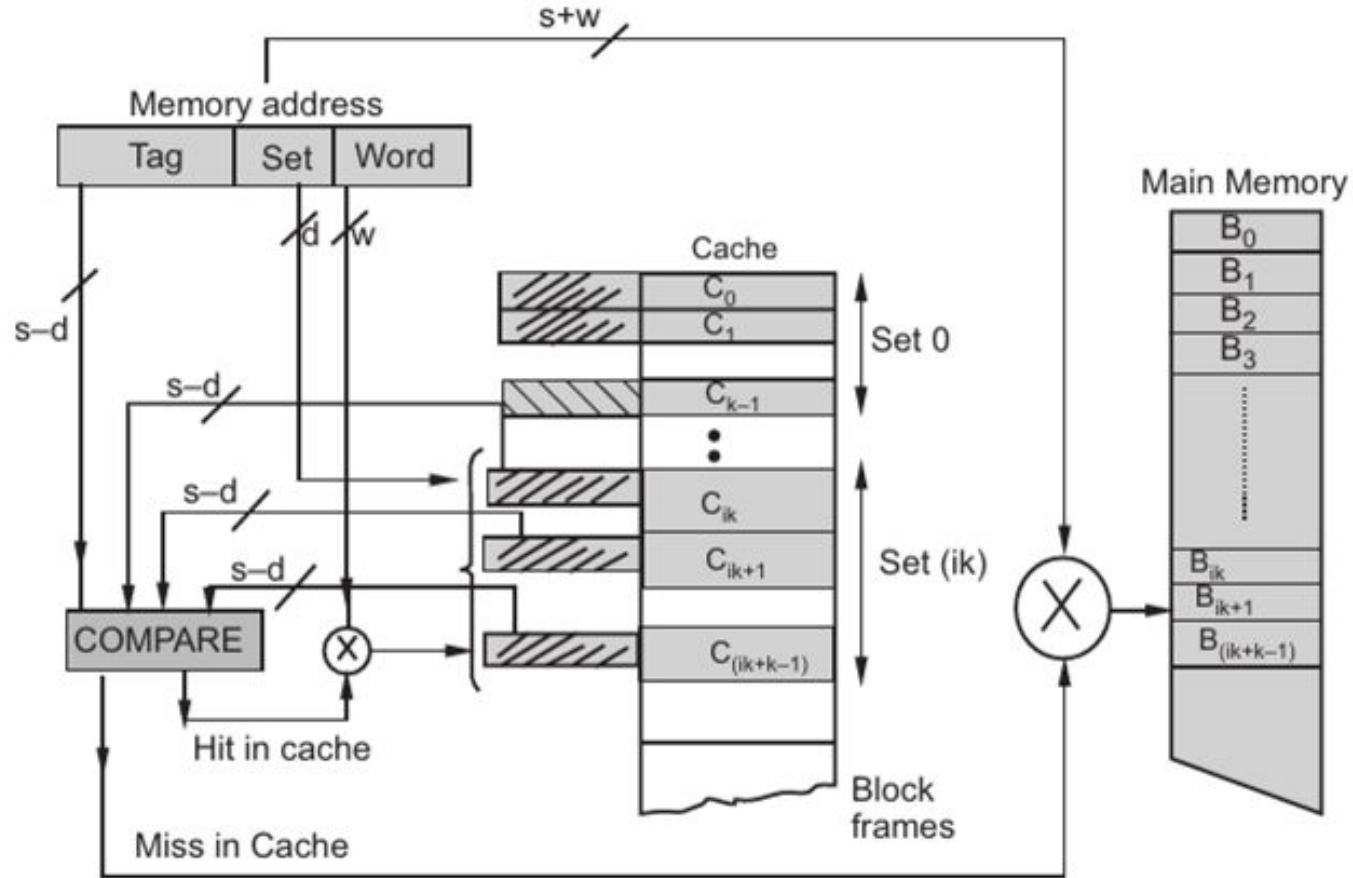 s+w
Memory address
Tag Set Word
Main Memory
d w
B₀
Cache
B₁
C₀
s–d
C₁
Set 0
B₂
B₃
s–d
Cₖ₋₁
s–d
Cᵢₖ
Cᵢₖ₊₁
Set (ik)
Bᵢₖ
s–d
Bᵢₖ₊₁
X
COMPARE
X
C₍ᵢₖ₊ₖ₋₁₎
B₍ᵢₖ₊ₖ₋₁₎
Hit in cache
Block
frames
Miss in Cache